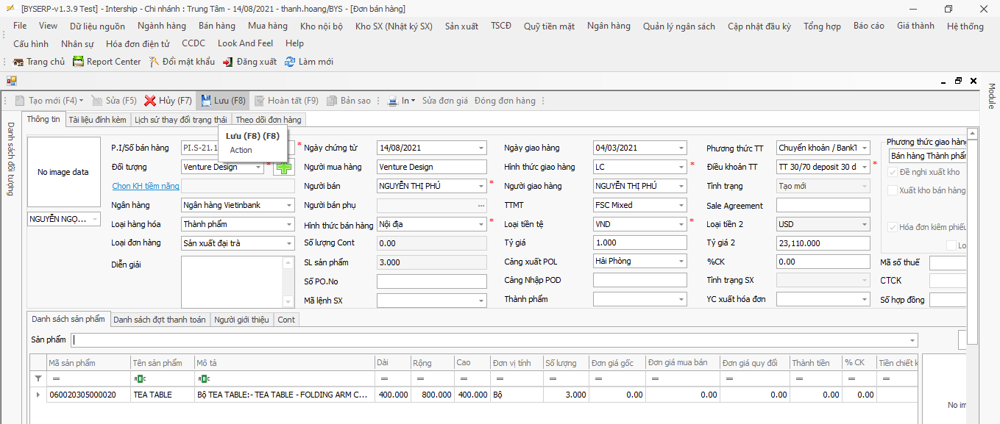 [BYSERP-v1.3.9 Test] - Intership - Chi nhánh : Trung Tâm - 14/08/2021 - thanh.hoang/BYS - [Đơn bán hàng]
File View Dữ liệu nguồn Ngành hàng Bán hàng Mua hàng Kho nội bộ Kho SX (Nhật ký SX) Sản xuất TSCĐ Quỹ tiền mặt Ngân hàng Quản lý ngân sách Cập nhật đầu kỳ Tổng hợp Báo cáo Giá thành Hệ thống
Cấu hình Nhân sự Hóa đơn điện tử CCDC Look And Feel Help
Trang chủ Report Center Đổi mật khẩu Đăng xuất Làm mới
Tạo mới (F4) Sửa (F5) Hủy (F7) Lưu (F8) Hoàn tất (F9) Bản sao In Sửa đơn giá Đóng đơn hàng
Module
Danh sách đối tượng
Thông tin Tài liệu đính kèm Lịch sử thay đổi trạng thái Theo dõi đơn hàng
Lưu (F8) (F8)
Action
No image data
NGUYỄN NGỌ...
P.I/Số bán hàng PI.S-21.1 * Ngày chứng từ 14/08/2021 Ngày giao hàng 04/03/2021 Phương thức TT Chuyển khoản / BankT Phương thức giao hàng
Đối tượng Venture Design * Người mua hàng Venture Design Hình thức giao hàng LC * Điều khoản TT TT 30/70 deposit 30 d * Bán hàng Thành phẩm
Chọn KH tiềm năng Người bán NGUYỄN THỊ PHÚ * Người giao hàng NGUYỄN THỊ PHÚ Tình trạng Tạo mới Đề nghi xuất kho
Ngân hàng Ngân hàng Vietinbank Người bán phụ ... TTMT FSC Mixed Sale Agreement Xuất kho bán hàng
Loại hàng hóa Thành phẩm Hình thức bán hàng Nội địa * Loại tiền tệ VND * Loại tiền 2 USD Hóa đơn kiêm phiếu
Loại đơn hàng Sản xuất đại trà Số lượng Cont 0.00 Tỷ giá 1.000 Tỷ giá 2 23,110.000 Lo
Diễn giải SL sản phẩm 3.000 Cảng xuất POL Hải Phòng %CK 0.00 Mã số thuế
Số PO.No Cảng Nhập POD Tình trạng SX CTCK
Mã lệnh SX Thành phẩm YC xuất hóa đơn Số hợp đồng
Danh sách sản phẩm Danh sách đợt thanh toán Người giới thiệu Cont
Sản phẩm
Mã sản phẩm Tên sản phẩm Mô tả Dài Rộng Cao Đơn vị tính Số lượng Đơn giá gốc Đơn giá mua bán Đơn giá quy đổi Thành tiền % CK Tiền chiết k
= ABC ABC = = = = = = = = = = =
060020305000020 TEA TABLE Bộ TEA TABLE:- TEA TABLE - FOLDING ARM C... 400.000 800.000 400.000 Bộ 3.000 0.00 0.00 0.00 0.00 0.00
No im